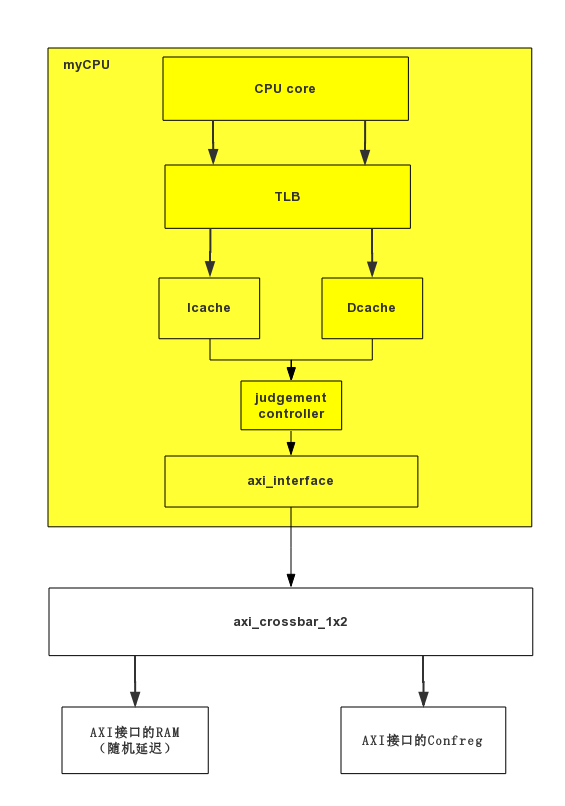 myCPU
CPU core
TLB
Icache
Dcache
judgement
controller
axi_interface
axi_crossbar_1x2
AXI接口的RAM
（随机延迟）
AXI接口的Confreg